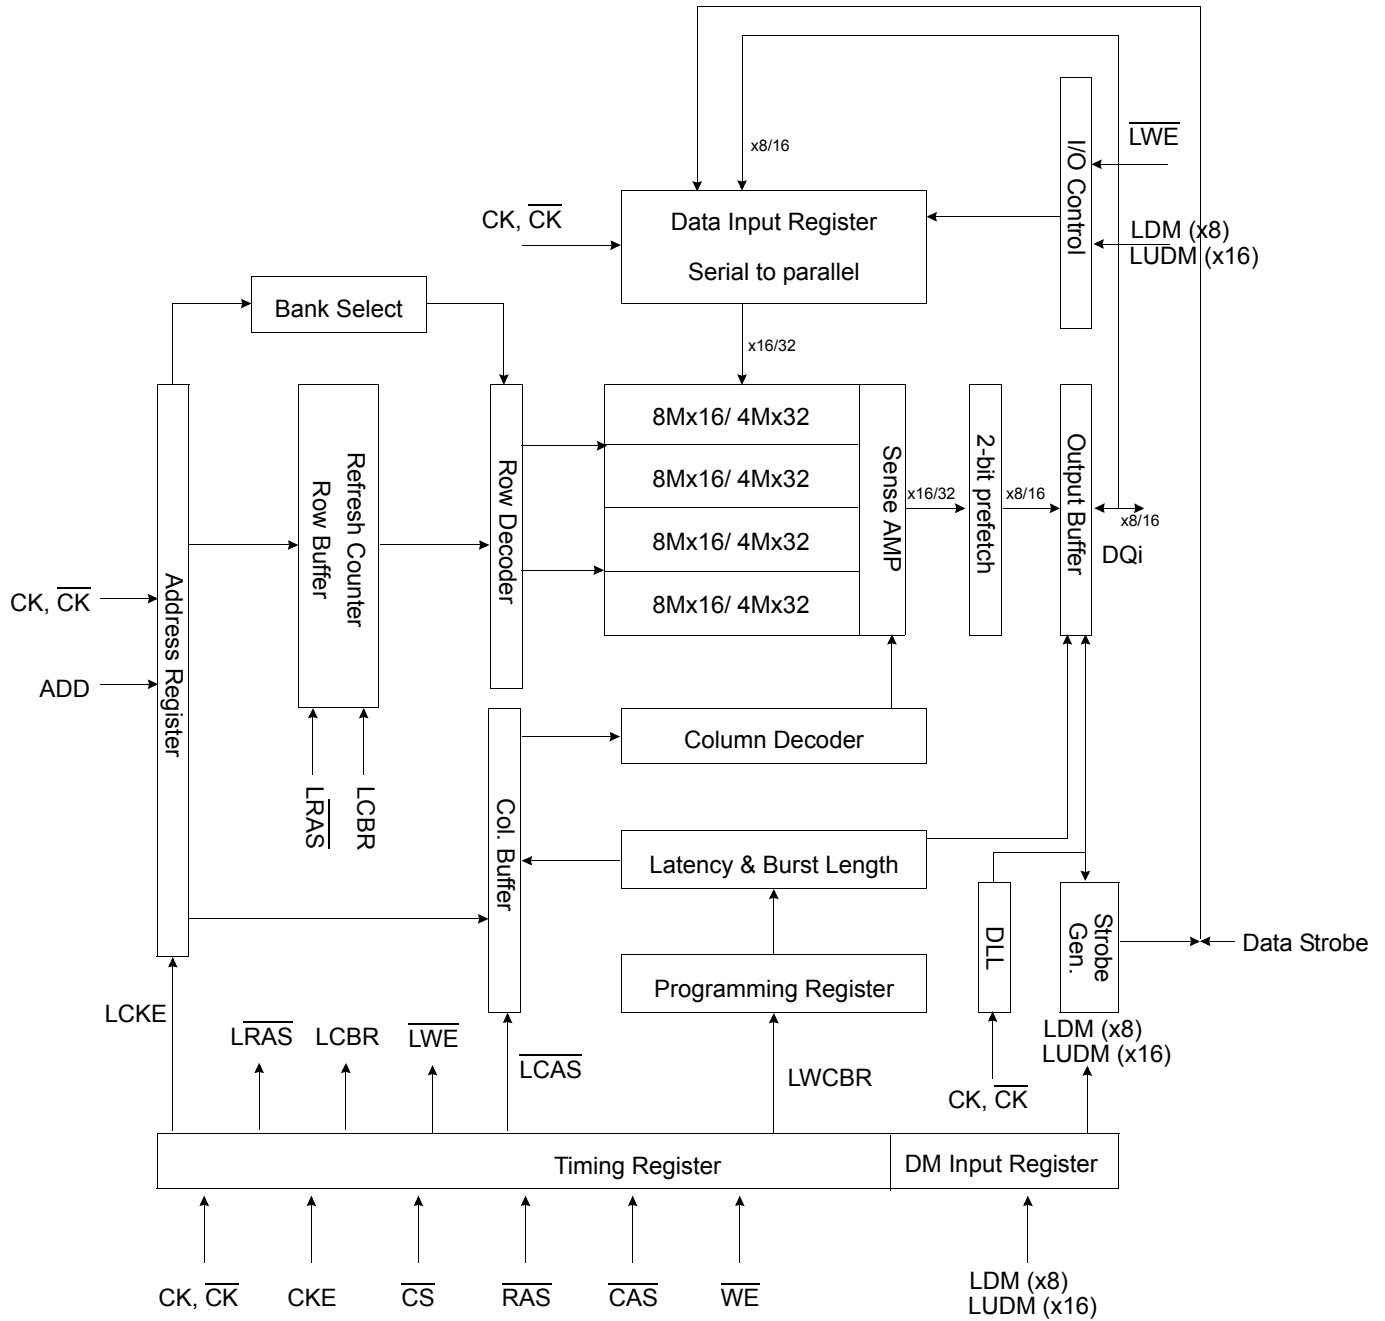 x8/16
I/O Control
LWE
LDM (x8)
LUDM (x16)
CK, CK
Data Input Register
Serial to parallel
Bank Select
x16/32
Address Register
Refresh Counter
Row Buffer
Row Decoder
8Mx16/ 4Mx32
8Mx16/ 4Mx32
8Mx16/ 4Mx32
8Mx16/ 4Mx32
Sense AMP
x16/32
2-bit prefetch
x8/16
Output Buffer
x8/16
DQi
CK, CK
ADD
LRAS
LCBR
Col. Buffer
Column Decoder
Latency & Burst Length
Programming Register
DLL
Strobe
Gen.
Data Strobe
LCKE
LRAS
LCBR
LWE
LCAS
LWCBR
CK, CK
LDM (x8)
LUDM (x16)
Timing Register
DM Input Register
CK, CK
CKE
CS
RAS
CAS
WE
LDM (x8)
LUDM (x16)